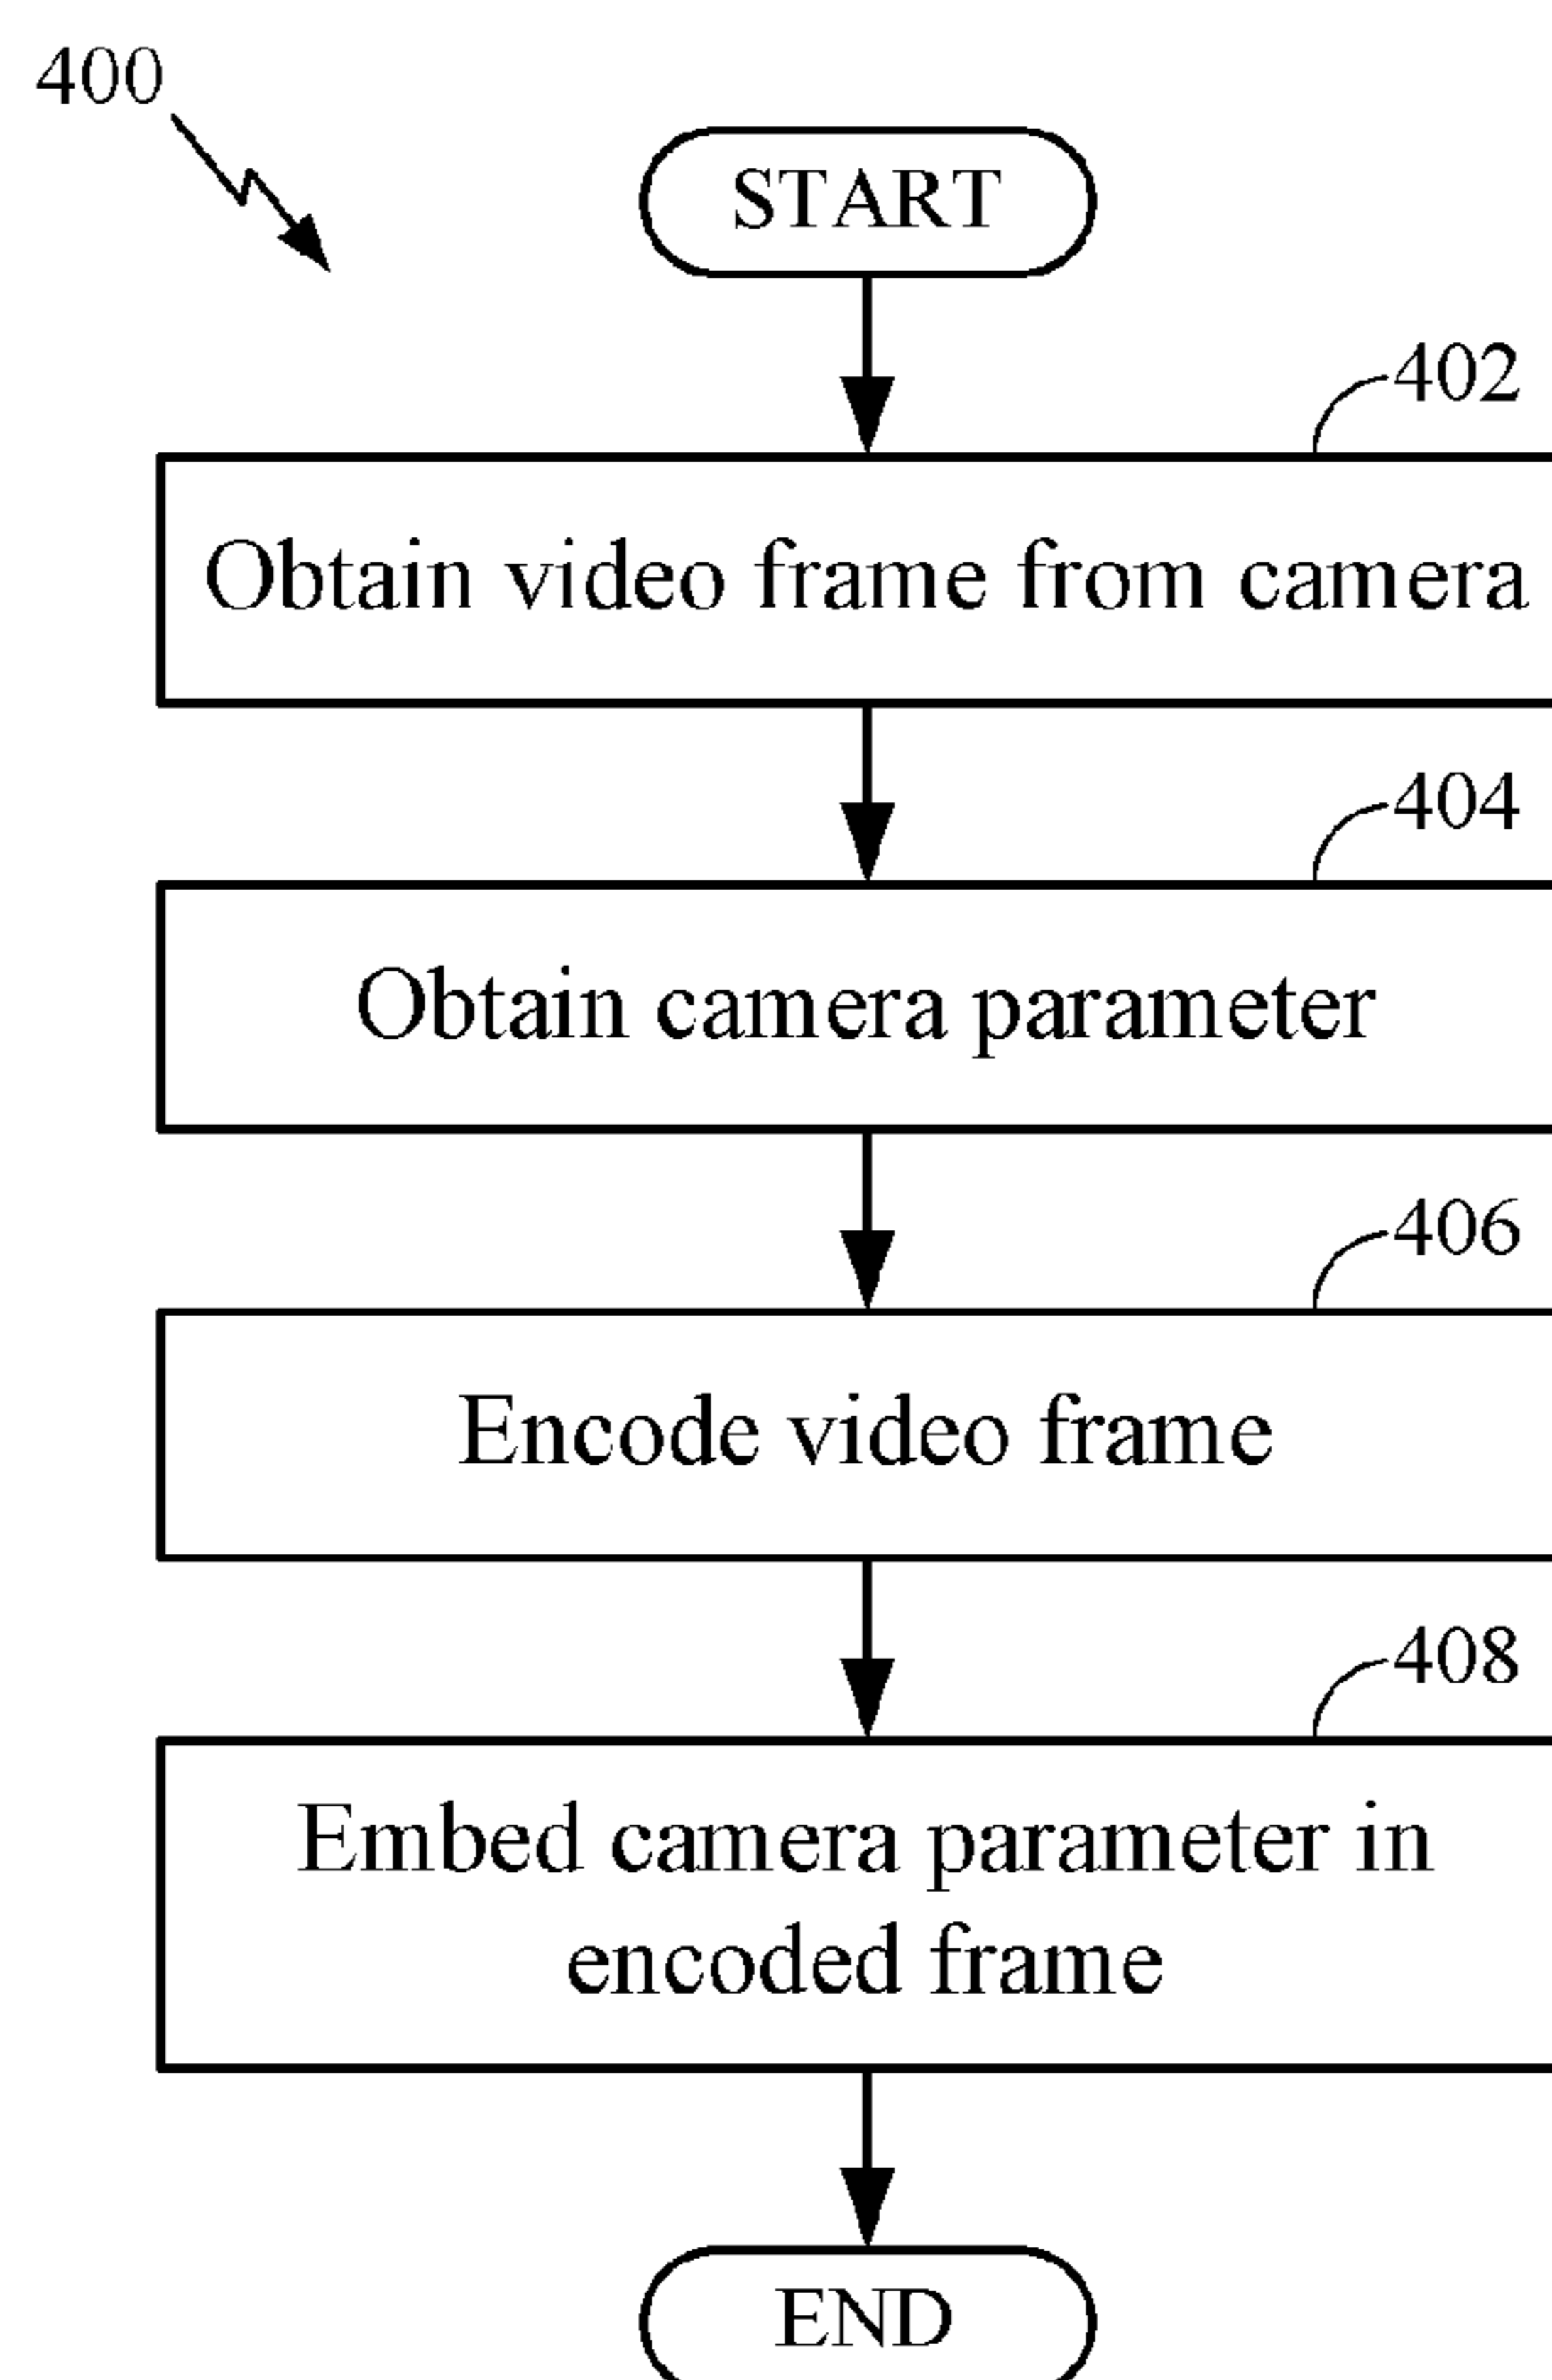 400
START
402
Obtain video frame from camera
404
Obtain camera parameter
406
Encode video frame
408
Embed camera parameter in
encoded frame
END